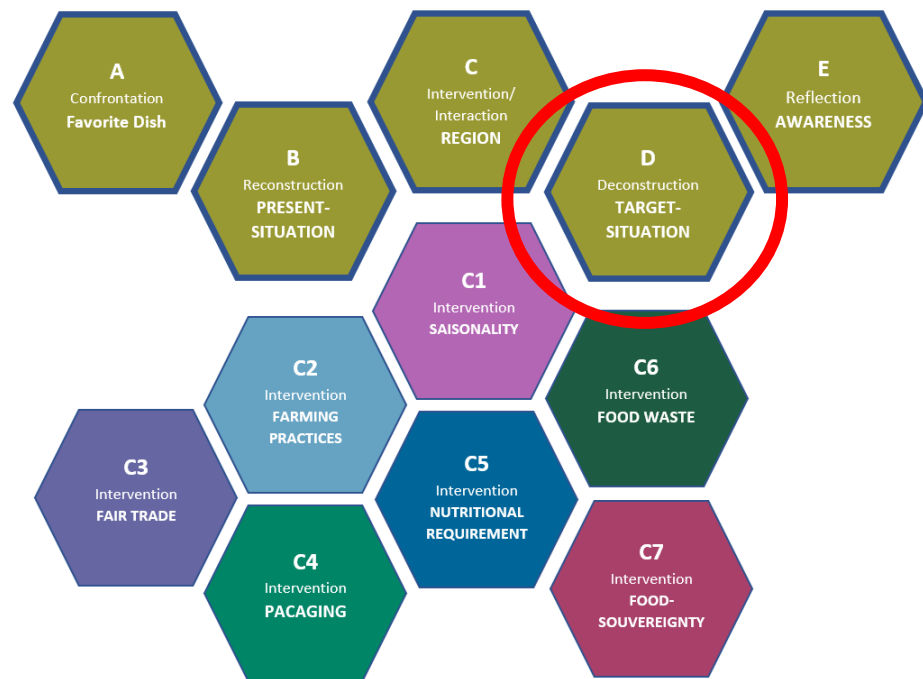 A
Confrontation
Favorite Dish
B
Reconstruction
PRESENT-
SITUATION
C
Intervention/
Interaction
REGION
D
Deconstruction
TARGET-
SITUATION
E
Reflection
AWARENESS
C1
Intervention
SAISONALITY
C2
Intervention
FARMING
PRACTICES
C3
Intervention
FAIR TRADE
C4
Intervention
PACAGING
C5
Intervention
NUTRITIONAL
REQUIREMENT
C6
Intervention
FOOD WASTE
C7
Intervention
FOOD-
SOUVEREIGNTY